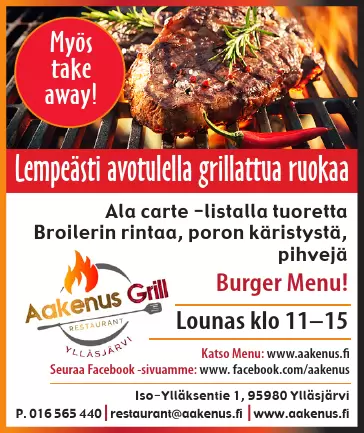 Myös
take
away!
Lempeästi avotulella grillattua ruokaa
Ala carte -listalla tuoretta
Broilerin rintaa, poron käristystä,
pihvejä
Burger Menu!
Aakenus Grill
RESTAURANT
YLLÄSJÄRVI
Lounas klo 11–15
Katso Menu: www.aakenus.fi
Seuraa Facebook -sivuamme: www. facebook.com/aakenus
Iso-Ylläksentie 1, 95980 Ylläsjärvi
P. 016 565 440 | restaurant@aakenus.fi | www.aakenus.fi